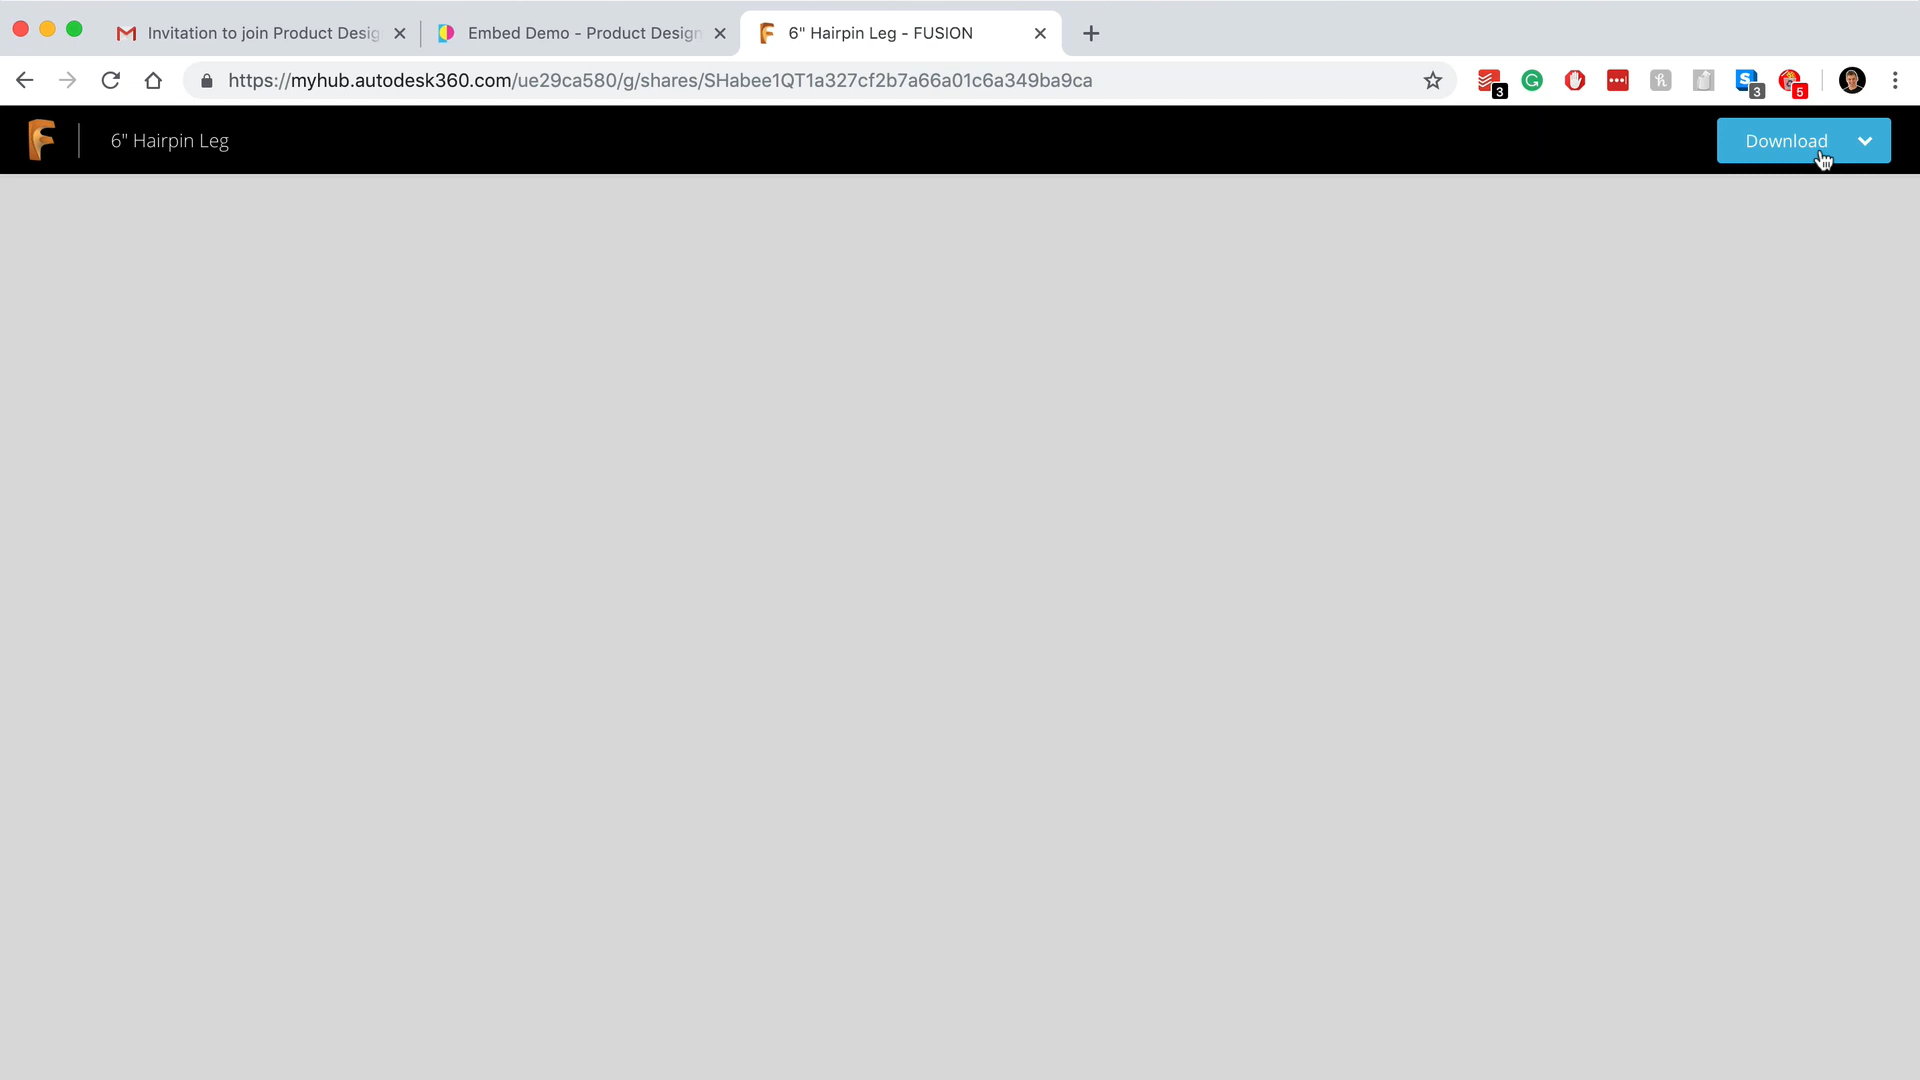 Invitation to join Product Desig
Embed Demo - Product Design
6" Hairpin Leg - FUSION
https://myhub.autodesk360.com/ue29ca580/g/shares/SHabee1QT1a327cf2b7a66a01c6a349ba9ca
3
3
5
6" Hairpin Leg
Download